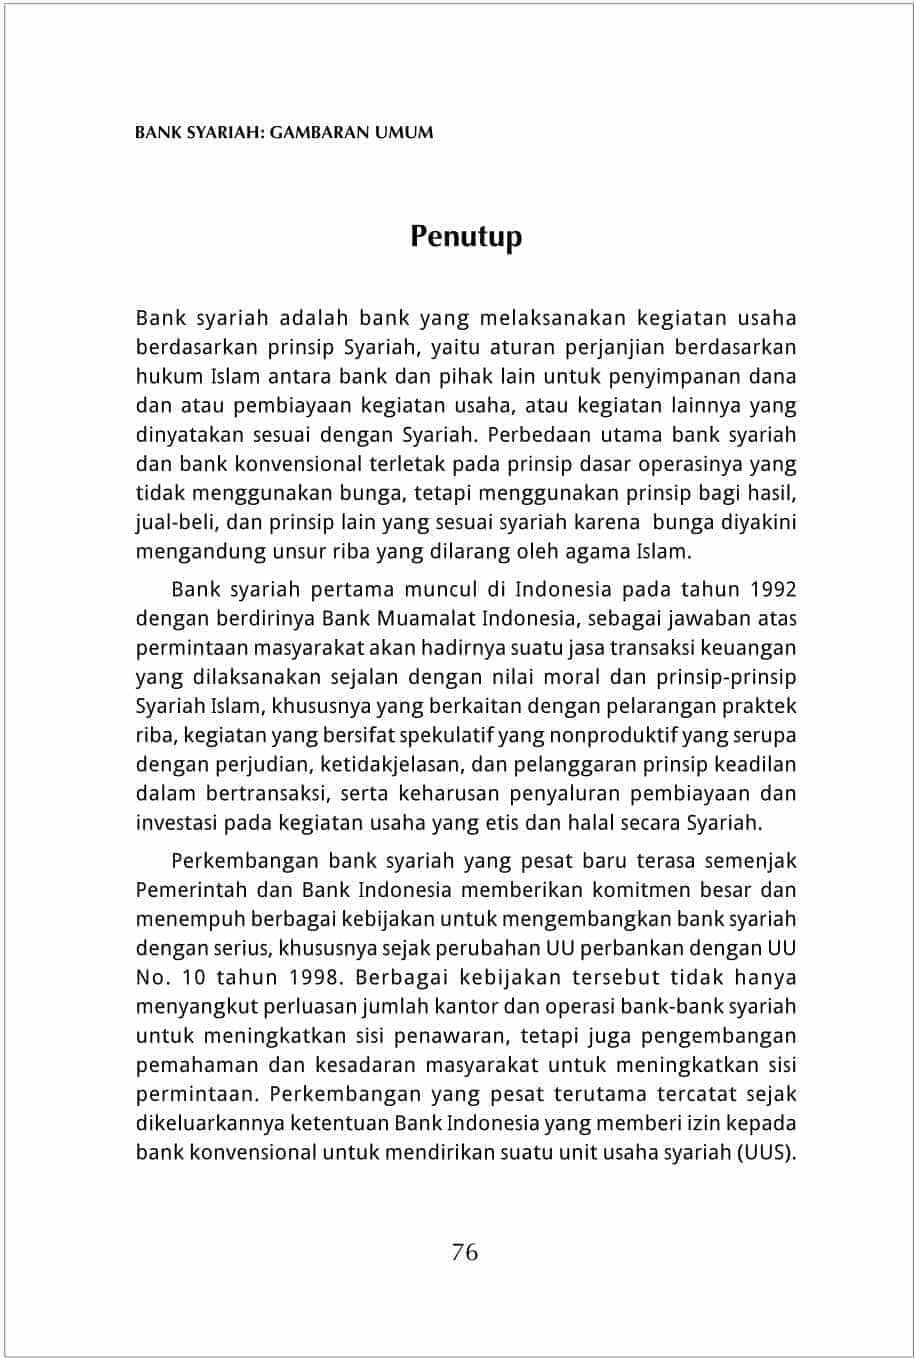 BANK SYARIAH: GAMBARAN UMUM
Penutup
Bank syariah adalah bank yang melaksanakan kegiatan usaha
berdasarkan prinsip Syariah, yaitu aturan perjanjian berdasarkan
hukum Islam antara bank dan pihak lain untuk penyimpanan dana
dan atau pembiayaan kegiatan usaha, atau kegiatan lainnya yang
dinyatakan sesuai dengan Syariah. Perbedaan utama bank syariah
dan bank konvensional terletak pada prinsip dasar operasinya yang
tidak menggunakan bunga, tetapi menggunakan prinsip bagi hasil,
jual-beli, dan prinsip lain yang sesuai syariah karena  bunga diyakini
mengandung unsur riba yang dilarang oleh agama Islam.
Bank syariah pertama muncul di Indonesia pada tahun 1992
dengan berdirinya Bank Muamalat Indonesia, sebagai jawaban atas
permintaan masyarakat akan hadirnya suatu jasa transaksi keuangan
yang dilaksanakan sejalan dengan nilai moral dan prinsip-prinsip
Syariah Islam, khususnya yang berkaitan dengan pelarangan praktek
riba, kegiatan yang bersifat spekulatif yang nonproduktif yang serupa
dengan perjudian, ketidakjelasan, dan pelanggaran prinsip keadilan
dalam bertransaksi, serta keharusan penyaluran pembiayaan dan
investasi pada kegiatan usaha yang etis dan halal secara Syariah.
Perkembangan bank syariah yang pesat baru terasa semenjak
Pemerintah dan Bank Indonesia memberikan komitmen besar dan
menempuh berbagai kebijakan untuk mengembangkan bank syariah
dengan serius, khususnya sejak perubahan UU perbankan dengan UU
No. 10 tahun 1998. Berbagai kebijakan tersebut tidak hanya
menyangkut perluasan jumlah kantor dan operasi bank-bank syariah
untuk meningkatkan sisi penawaran, tetapi juga pengembangan
pemahaman dan kesadaran masyarakat untuk meningkatkan sisi
permintaan. Perkembangan yang pesat terutama tercatat sejak
dikeluarkannya ketentuan Bank Indonesia yang memberi izin kepada
bank konvensional untuk mendirikan suatu unit usaha syariah (UUS).
76